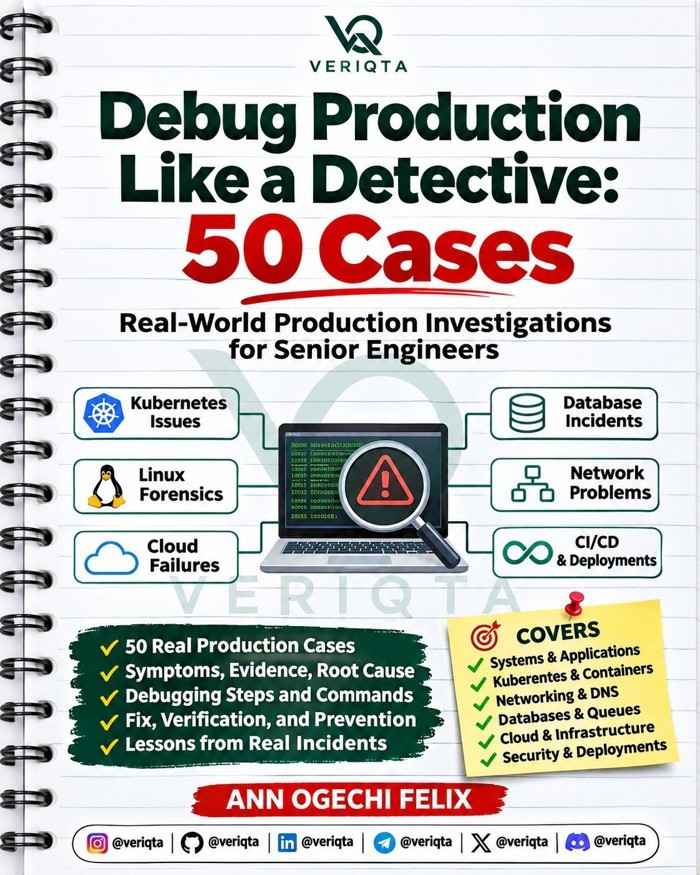 VERIQTA
Debug Production
Like a Detective:
50 Cases
Real-World Production Investigations
for Senior Engineers
Kubernetes
Issues
Linux
Forensics
Cloud
Failures
Database
Incidents
Network
Problems
CI/CD
& Deployments
VERIQTA
✓ 50 Real Production Cases
✓ Symptoms, Evidence, Root Cause
✓ Debugging Steps and Commands
✓ Fix, Verification, and Prevention
✓ Lessons from Real Incidents
COVERS
✓ Systems & Applications
✓ Kuberentes & Containers
✓ Networking & DNS
✓ Databases & Queues
✓ Cloud & Infrastructure
✓ Security & Deployments
ANN OGECHI FELIX
@veriqta | @veriqta | @veriqta | @veriqta | @veriqta | @veriqta